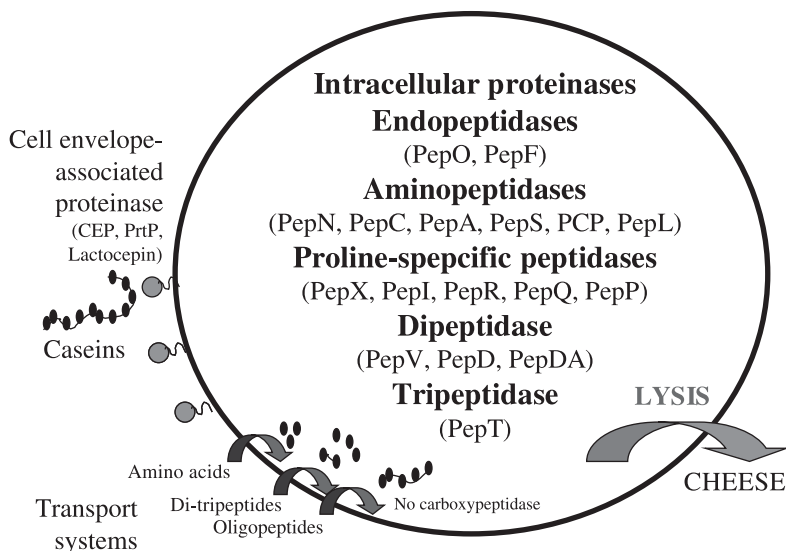 Intracellular proteinases
Endopeptidases
(PepO, PepF)
Aminopeptidases
(PepN, PepC, PepA, PepS, PCP, PepL)
Proline-spepcific peptidases
(PepX, PepI, PepR, PepQ, PepP)
Dipeptidase
(PepV, PepD, PepDA)
Tripeptidase
(PepT)
Cell envelope-
associated
proteinase
(CEP, PrtP,
Lactocepin)
Caseins
LYSIS
CHEESE
Amino acids
Di-tripeptides
Oligopeptides
No carboxypeptidase
Transport
systems